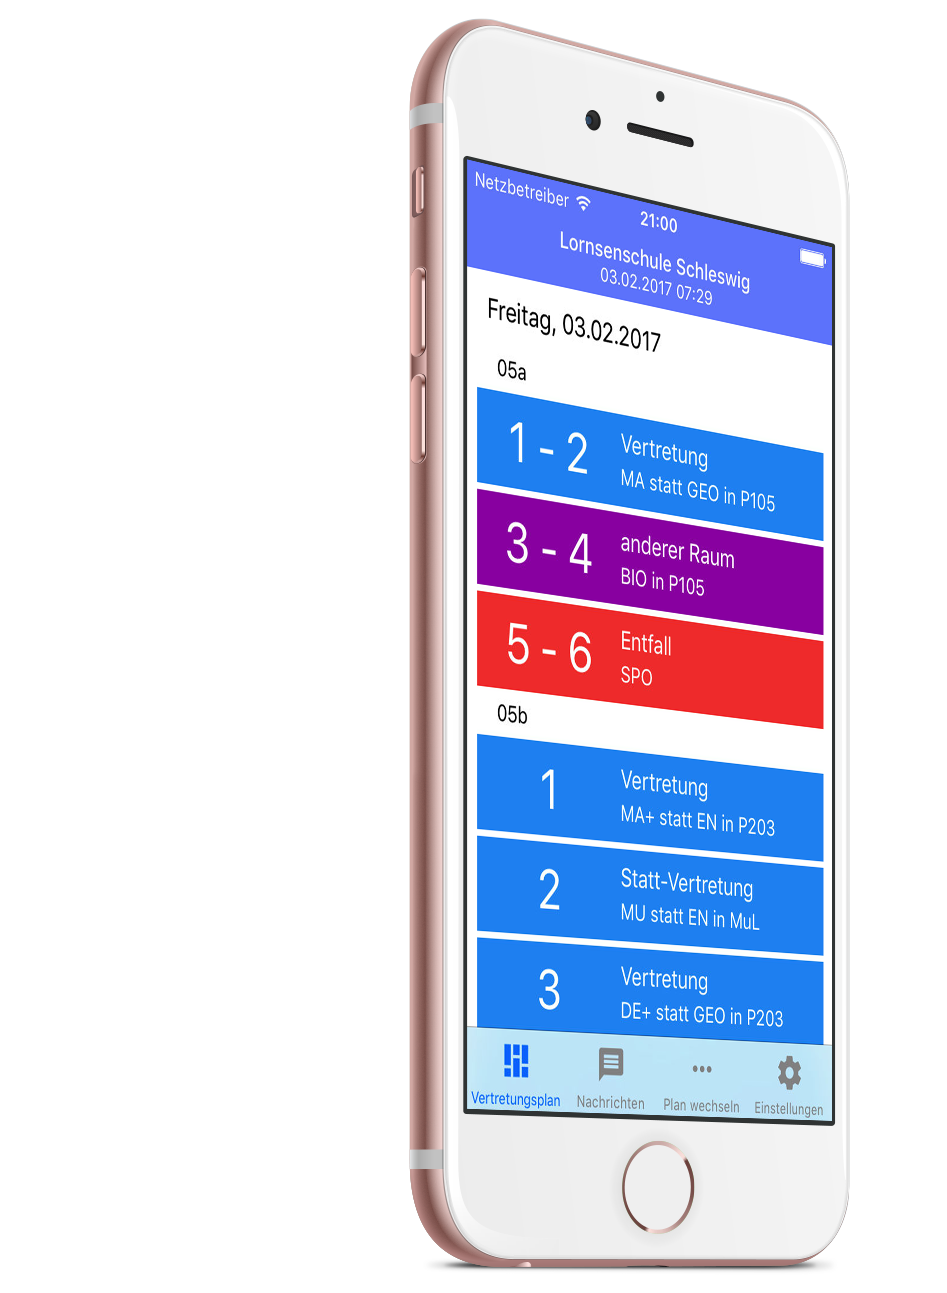 Netzbetreiber
21:00
Lornsenschule Schleswig
03.02.2017 07:29
Freitag, 03.02.2017
05a
1 - 2
Vertretung
MA statt GEO in P105
3 - 4
anderer Raum
BIO in P105
5 - 6
Entfall
SPO
05b
1
Vertretung
MA+ statt EN in P203
2
Statt-Vertretung
MU statt EN in MuL
3
Vertretung
DE+ statt GEO in P203
Vertretungsplan
Nachrichten
Plan wechseln
Einstellungen